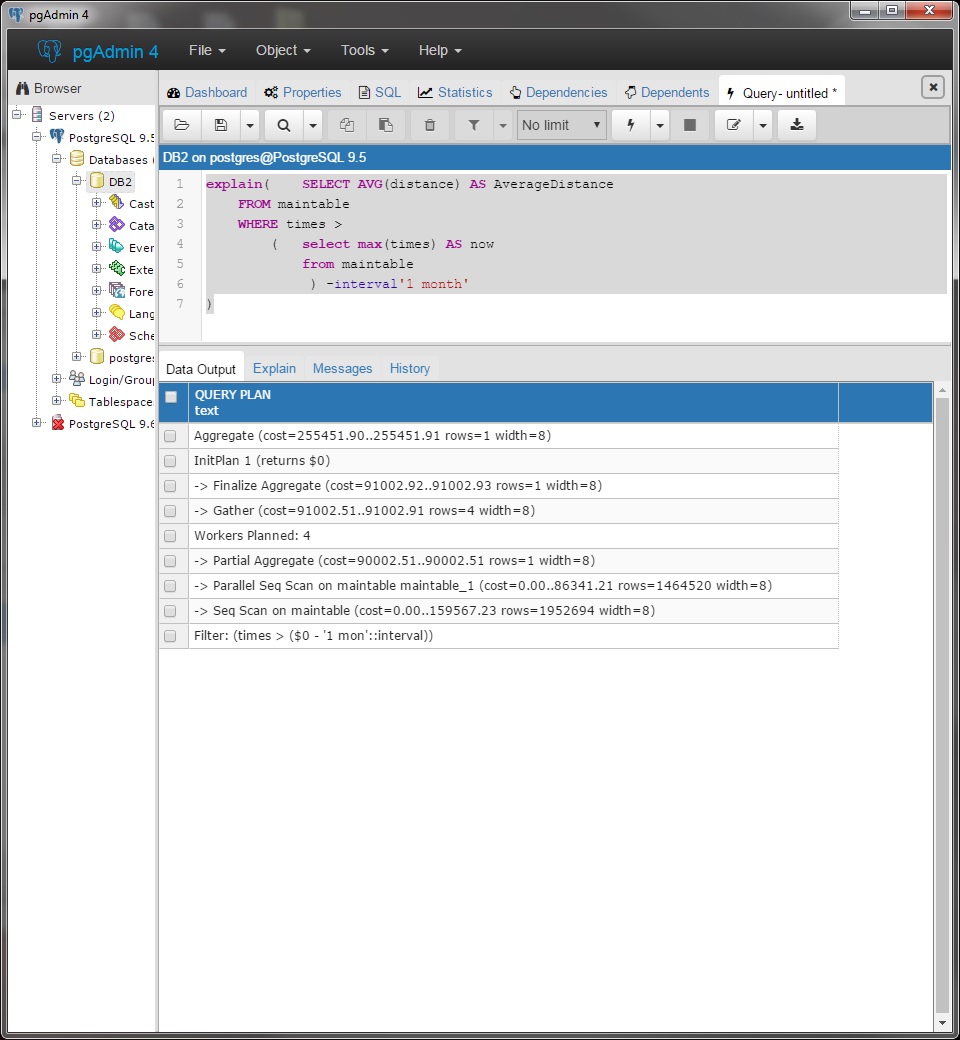 pgAdmin 4
pgAdmin 4 File Object Tools Help
Browser
Servers (2)
PostgreSQL 9.5
Databases (
DB2
Cast
Cata
Ever
Exte
Fore
Lang
Sche
postgre
Login/Grou
Tablespace
PostgreSQL 9.6
Dashboard Properties SQL Statistics Dependencies Dependents Query- untitled *
No limit
DB2 on postgres@PostgreSQL 9.5
1 explain( SELECT AVG(distance) AS AverageDistance
2 FROM maintable
3 WHERE times >
4 ( select max(times) AS now
5 from maintable
6 ) -interval'1 month'
7 )
Data Output Explain Messages History
QUERY PLAN
text
Aggregate (cost=255451.90..255451.91 rows=1 width=8)
InitPlan 1 (returns $0)
-> Finalize Aggregate (cost=91002.92..91002.93 rows=1 width=8)
-> Gather (cost=91002.51..91002.91 rows=4 width=8)
Workers Planned: 4
-> Partial Aggregate (cost=90002.51..90002.51 rows=1 width=8)
-> Parallel Seq Scan on maintable maintable_1 (cost=0.00..86341.21 rows=1464520 width=8)
-> Seq Scan on maintable (cost=0.00..159567.23 rows=1952694 width=8)
Filter: (times > ($0 - '1 mon'::interval))